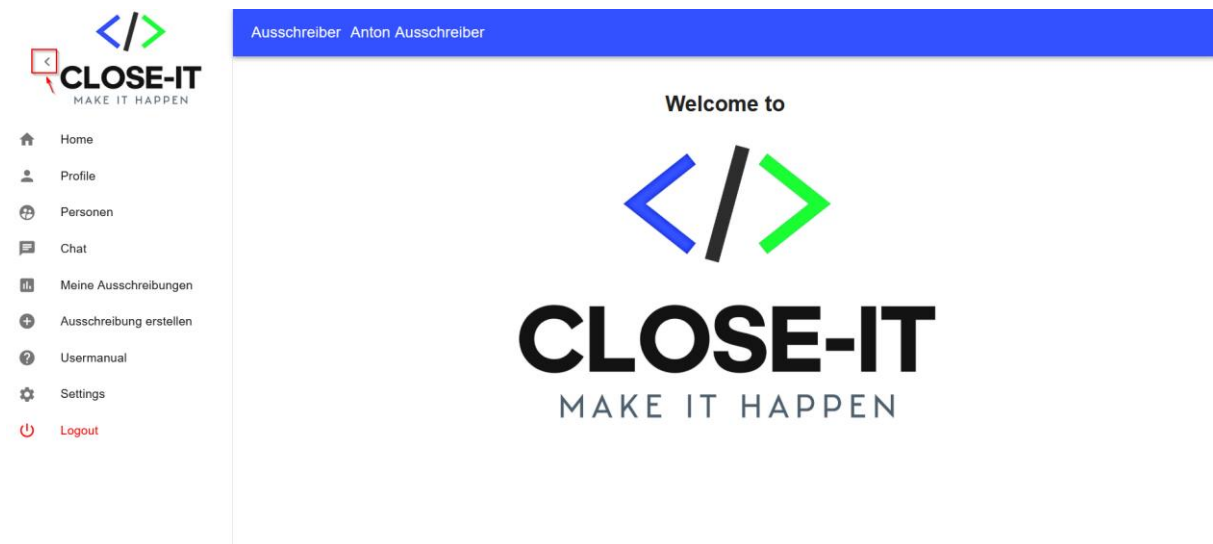 CLOSE-IT
MAKE IT HAPPEN
Home
Profile
Personen
Chat
Meine Ausschreibungen
Ausschreibung erstellen
Usermanual
Settings
Logout
Ausschreiber Anton Ausschreiber
Welcome to
</>
CLOSE-IT
MAKE IT HAPPEN